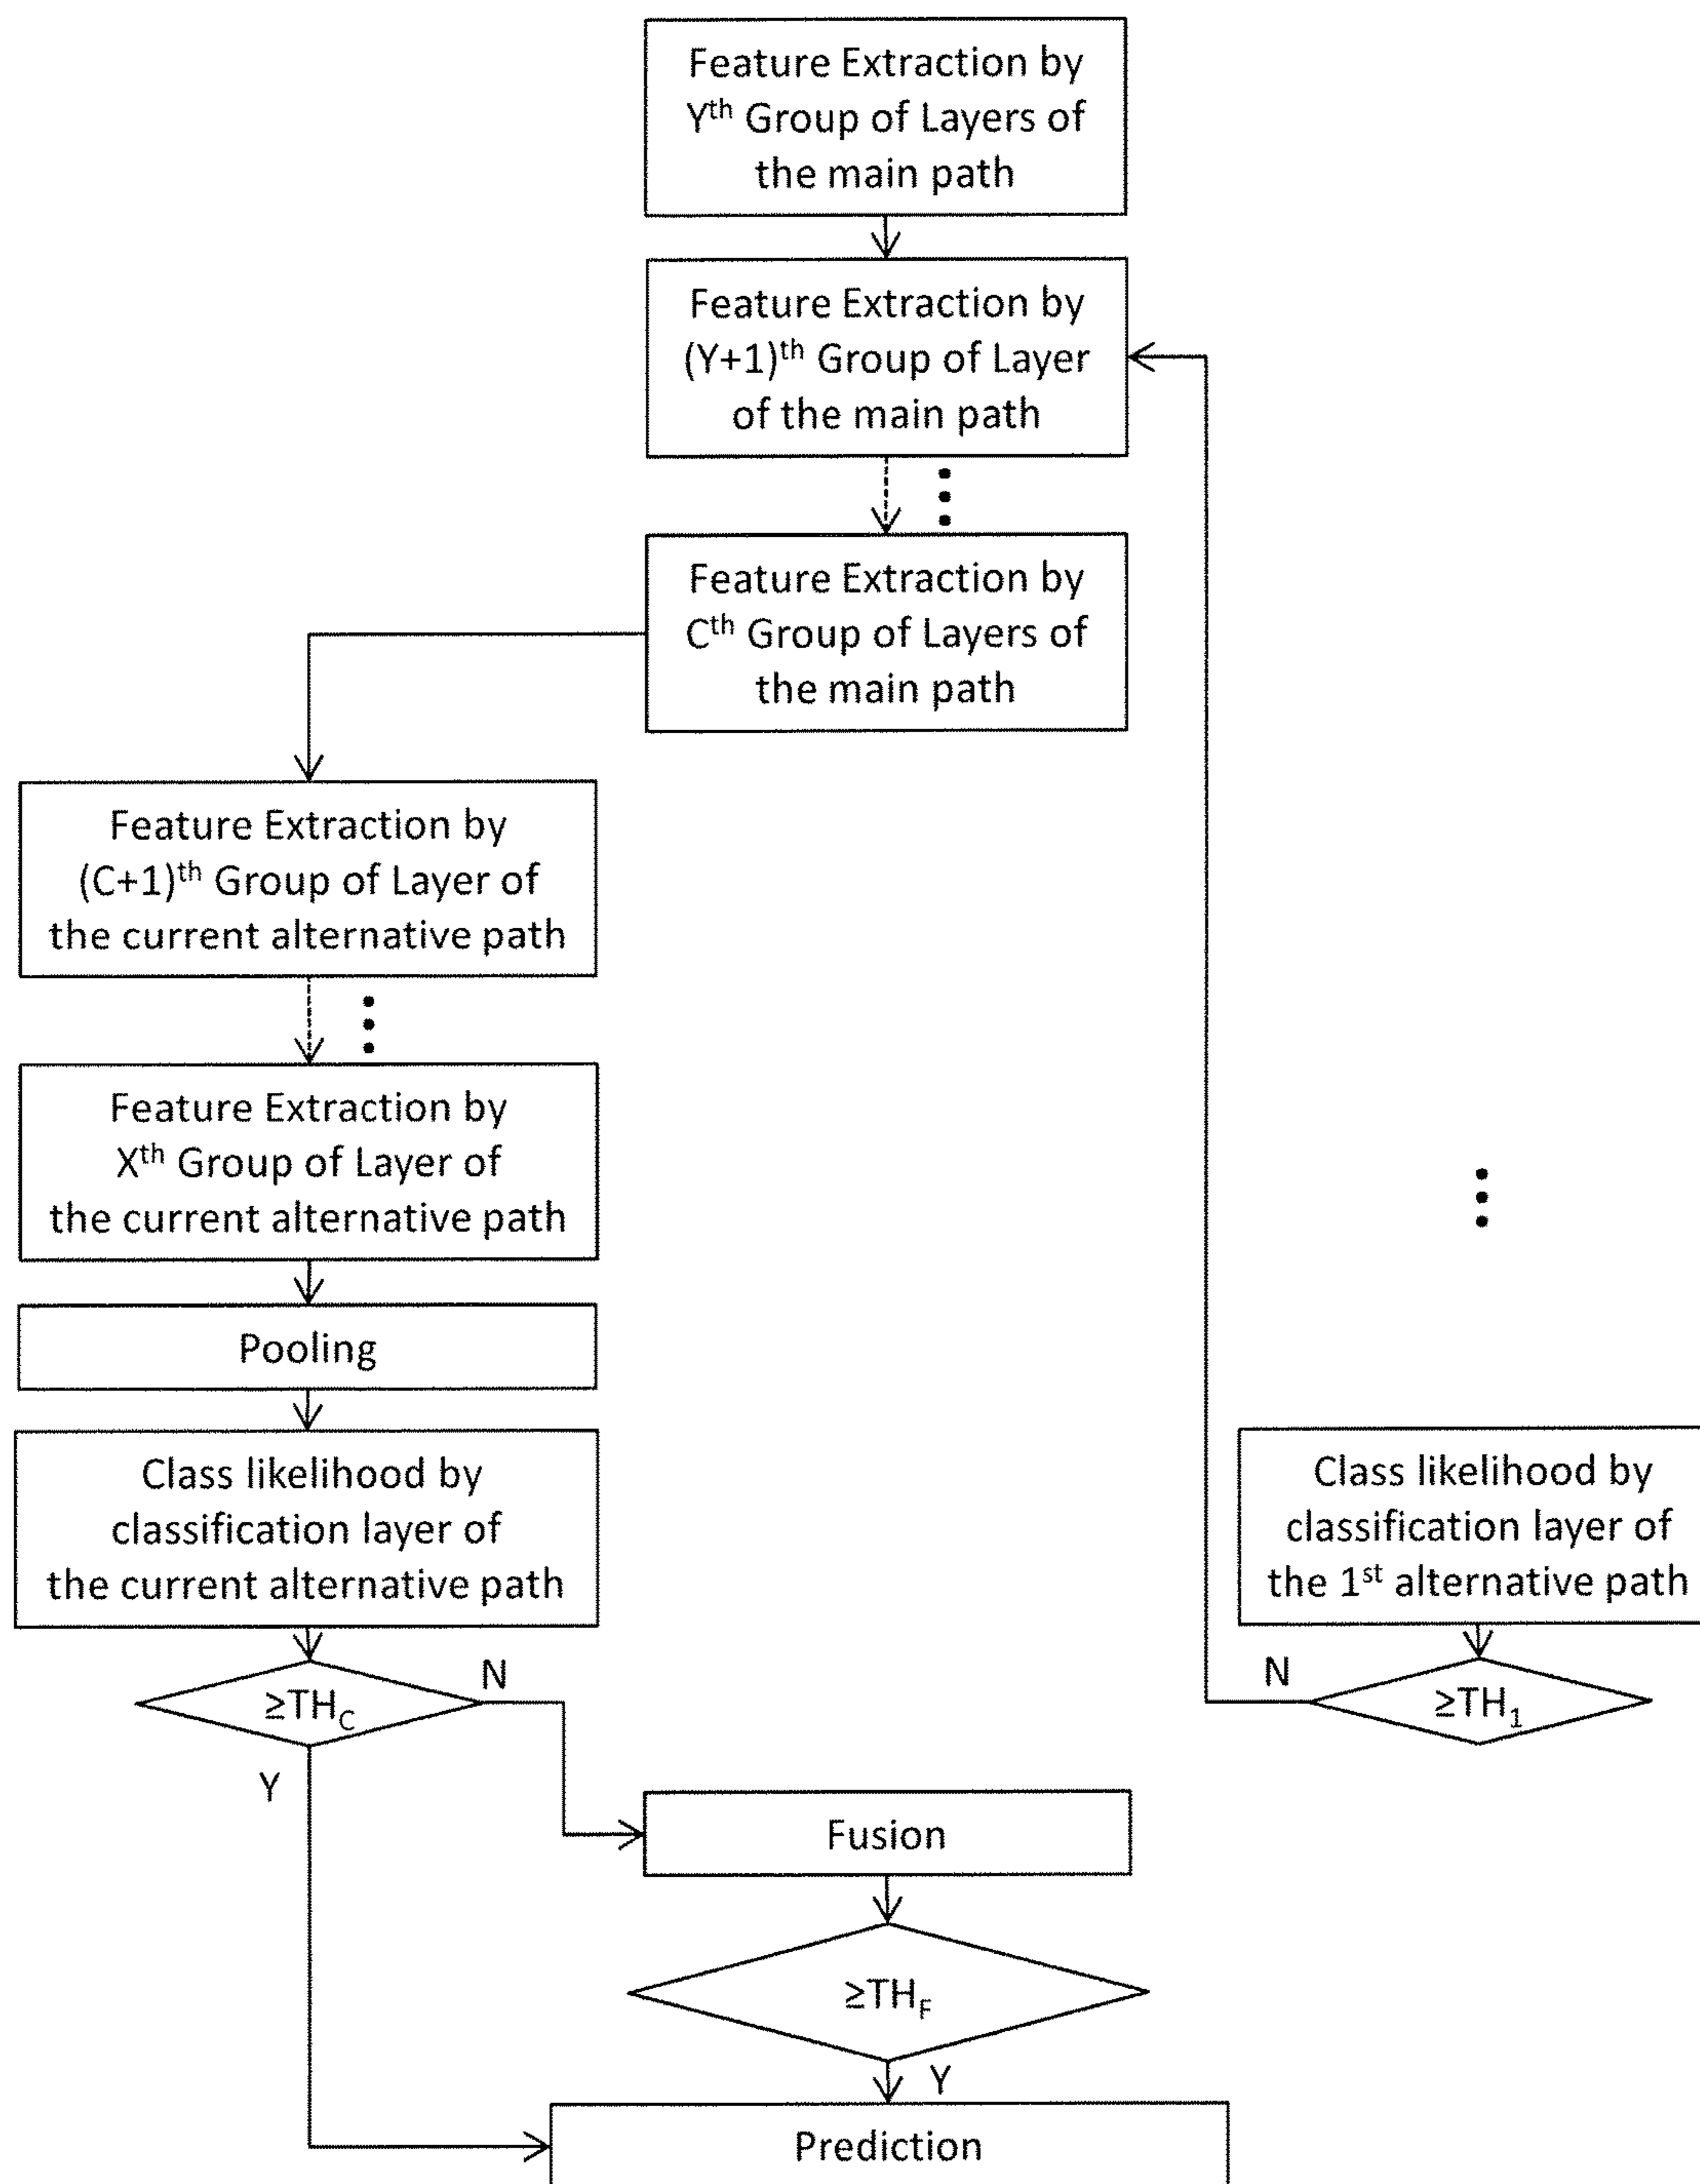 Feature Extraction by
Yth Group of Layers of
the main path
Feature Extraction by
(Y+1)th Group of Layer
of the main path
Feature Extraction by
Cth Group of Layers of
the main path
Feature Extraction by
(C+1)th Group of Layer of
the current alternative path
Feature Extraction by
Xth Group of Layer of
the current alternative path
Pooling
Class likelihood by
classification layer of
the current alternative path
≥THC
N
Y
Class likelihood by
classification layer of
the 1st alternative path
≥TH1
N
Fusion
≥THF
Y
Prediction